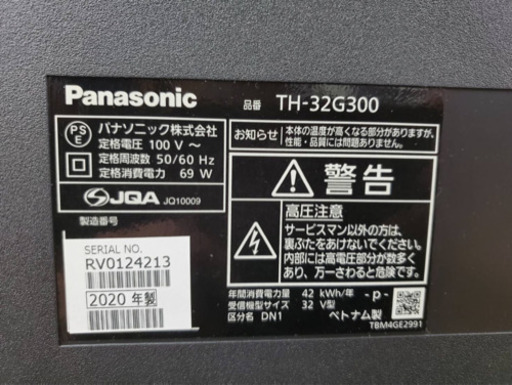 Panasonic
品番 TH-32G300
PS
E
パナソニック株式会社
定格電圧 100 V ～
定格周波数 50/60 Hz
定格消費電力 69 W
JQA JQ10009
製造番号
SERIAL NO.
RV0124213
2020 年製
お知らせ
本体の温度が高くなる部分がありますが、
性能・品質には問題ありません。
警告
高圧注意
サービスマン以外の方は、
裏ぶたをあけないでください。
内部には高電圧部分が数多く
あり、万一さわると危険です。
年間消費電力量 42 kWh/年
受信機型サイズ 32 V型
区分名 DN1
-p-
ベトナム製
TBM4GE2991